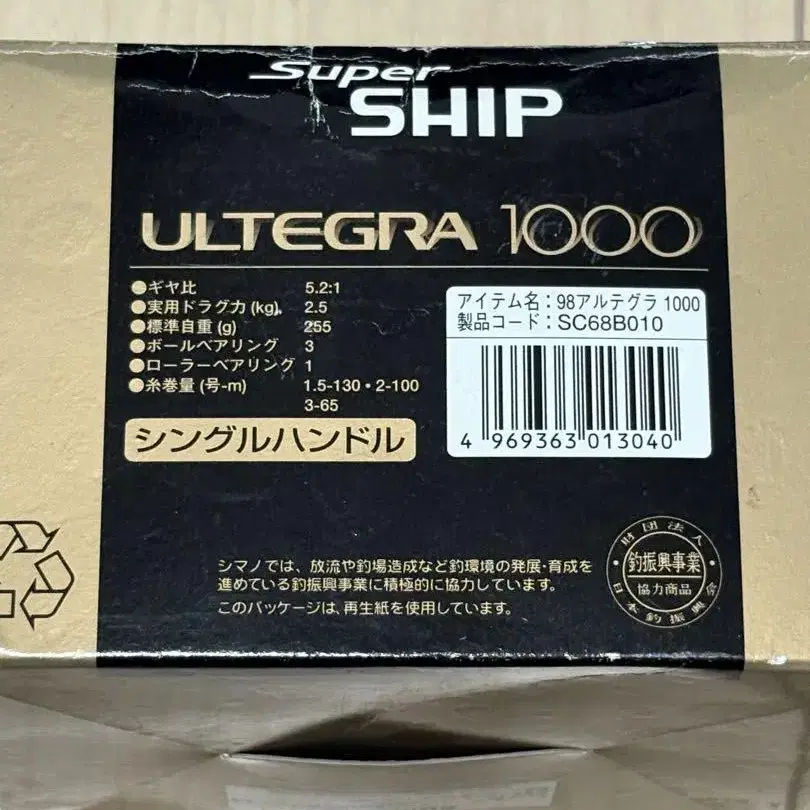 Super
SHIP
ULTEGRA 1000
●ギヤ比 5.2:1
●実用ドラグ力(kg) 2.5
●標準自重(g) 255
●ボールベアリング 3
●ローラーベアリング 1
●糸巻量(号-m) 1.5-130・2-100
3-65
シングルハンドル
アイテム名：98アルテグラ 1000
製品コード：SC68B010
4 969363 013040
シマノでは、放流や釣場造成など釣環境の発展・育成を
進めている釣振興事業に積極的に協力しています。
このパッケージは、再生紙を使用しています。
財団法人
釣振興事業
協力商品
日本釣振興会